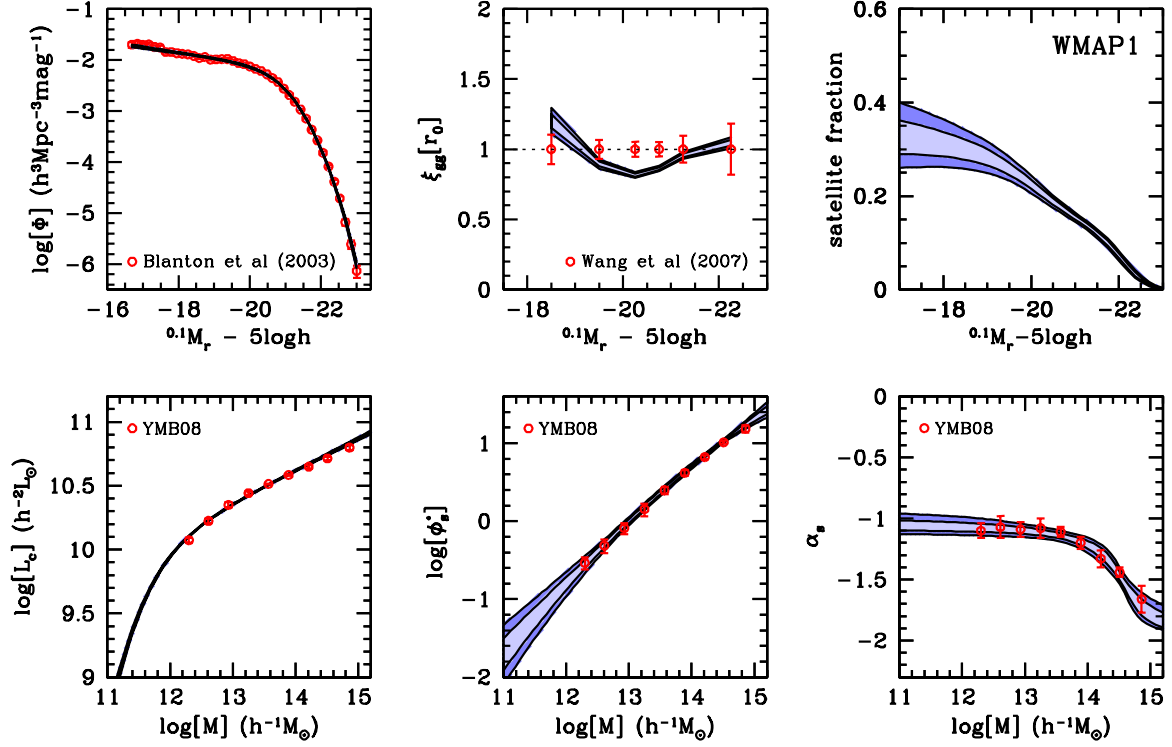 log[Φ] (h³Mpc⁻³mag⁻¹)
−1
−2
−3
−4
−5
−6
Blanton et al (2003)
−16 −18 −20 −22
⁰·¹Mᵣ − 5logh
ξgg[r₀]
2
1.5
1
0.5
0
Wang et al (2007)
−18 −20 −22
⁰·¹Mᵣ − 5logh
satellite fraction
0.6
0.4
0.2
0
WMAP1
−18 −20 −22
⁰·¹Mᵣ−5logh
log[L_c] (h⁻²L⊙)
11
10.5
10
9.5
9
YMB08
11 12 13 14 15
log[M] (h⁻¹M⊙)
log[ϕ*ₛ]
1
0
−1
−2
YMB08
11 12 13 14 15
log[M] (h⁻¹M⊙)
αₛ
0
−0.5
−1
−1.5
−2
YMB08
11 12 13 14 15
log[M] (h⁻¹M⊙)